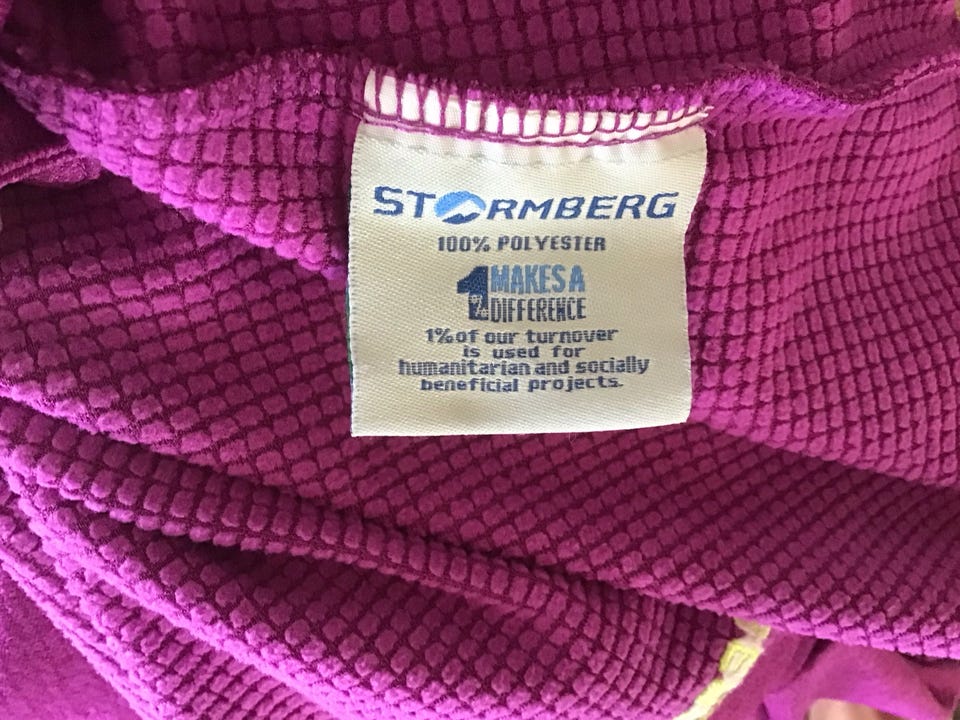 STORMBERG
100% POLYESTER
1% MAKES A
DIFFERENCE
1% of our turnover
is used for
humanitarian and socially
beneficial projects.